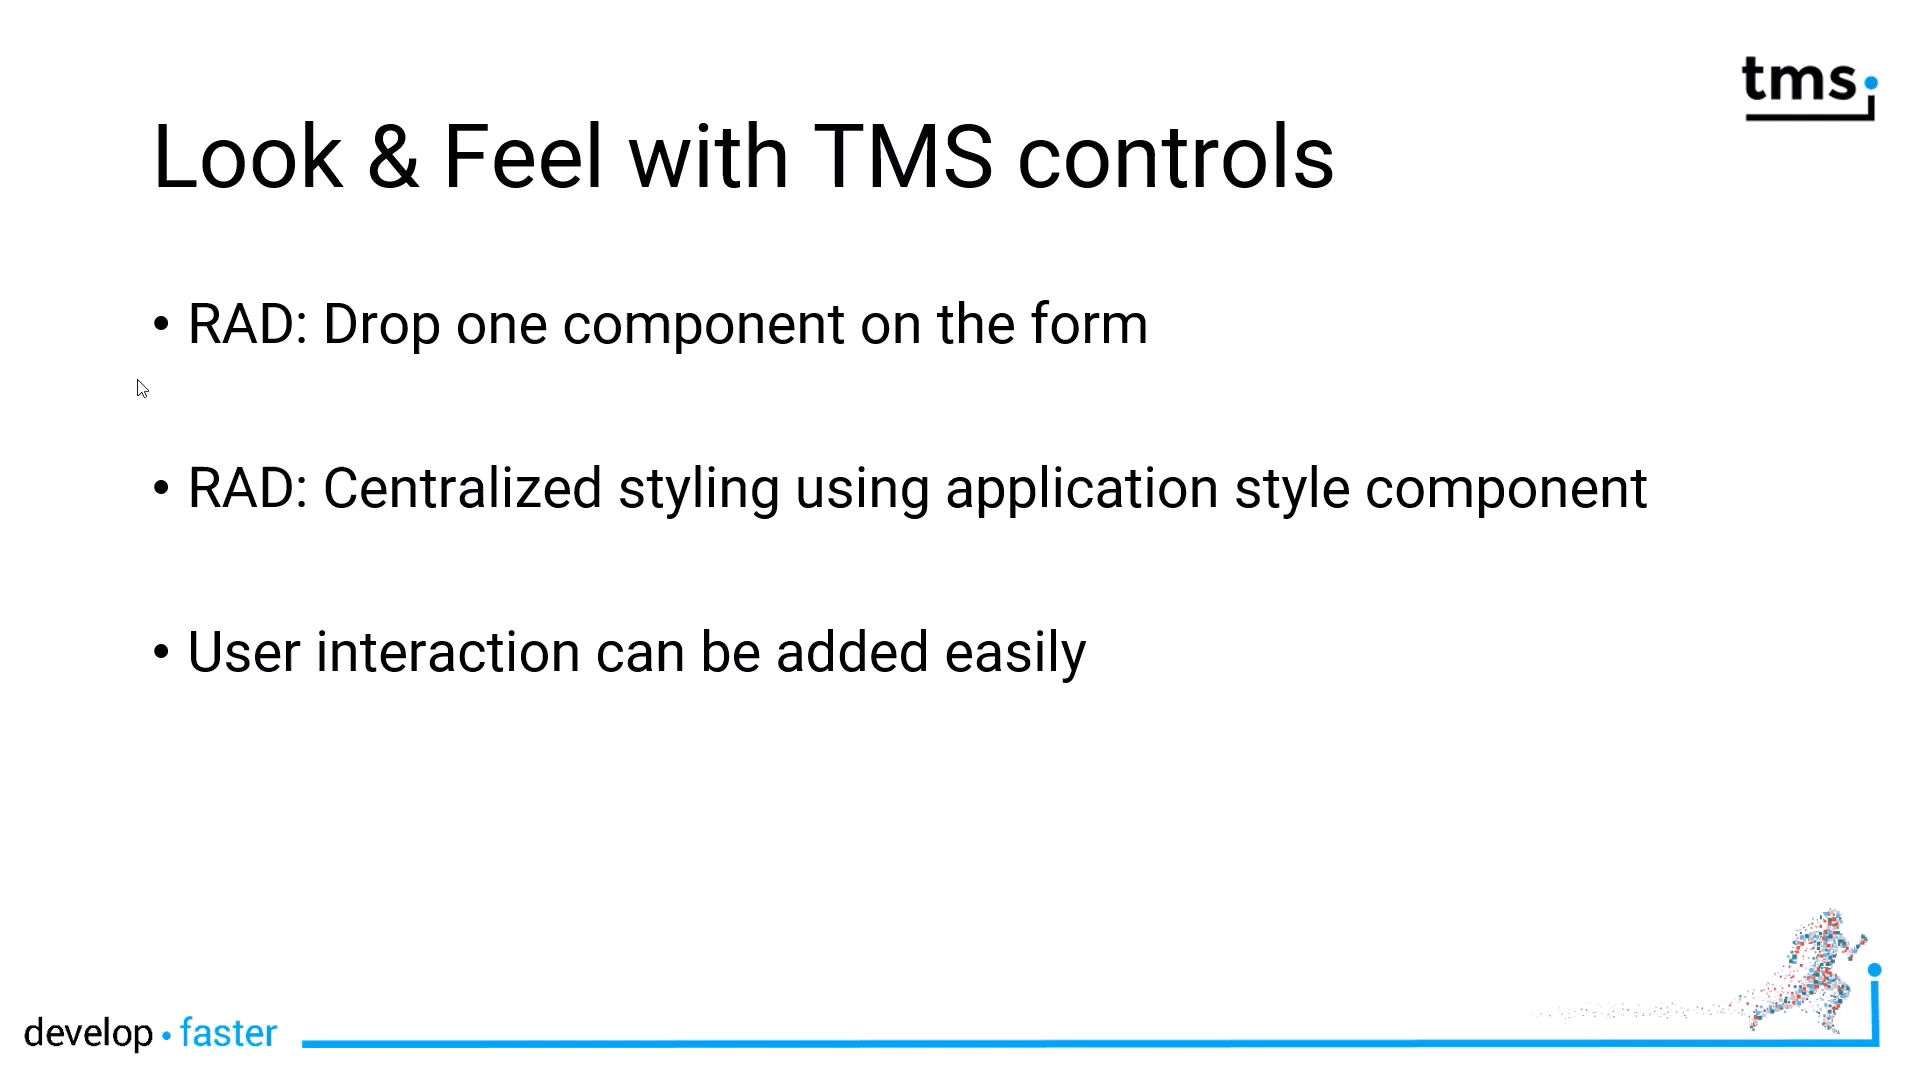 tms
Look & Feel with TMS controls
• RAD: Drop one component on the form
• RAD: Centralized styling using application style component
• User interaction can be added easily
develop • faster